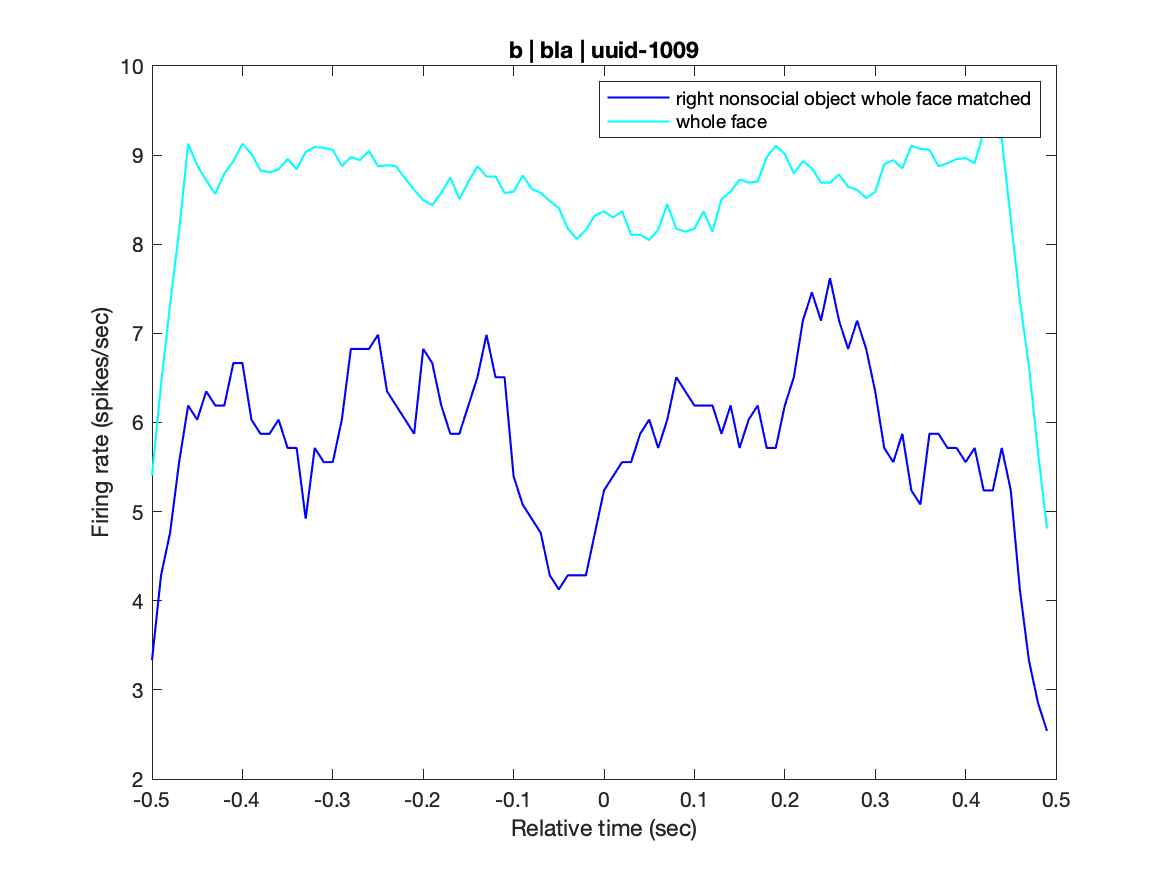 b | bla | uuid-1009
right nonsocial object whole face matched
whole face
10
9
8
7
6
5
4
3
2
Firing rate (spikes/sec)
-0.5 -0.4 -0.3 -0.2 -0.1 0 0.1 0.2 0.3 0.4 0.5
Relative time (sec)